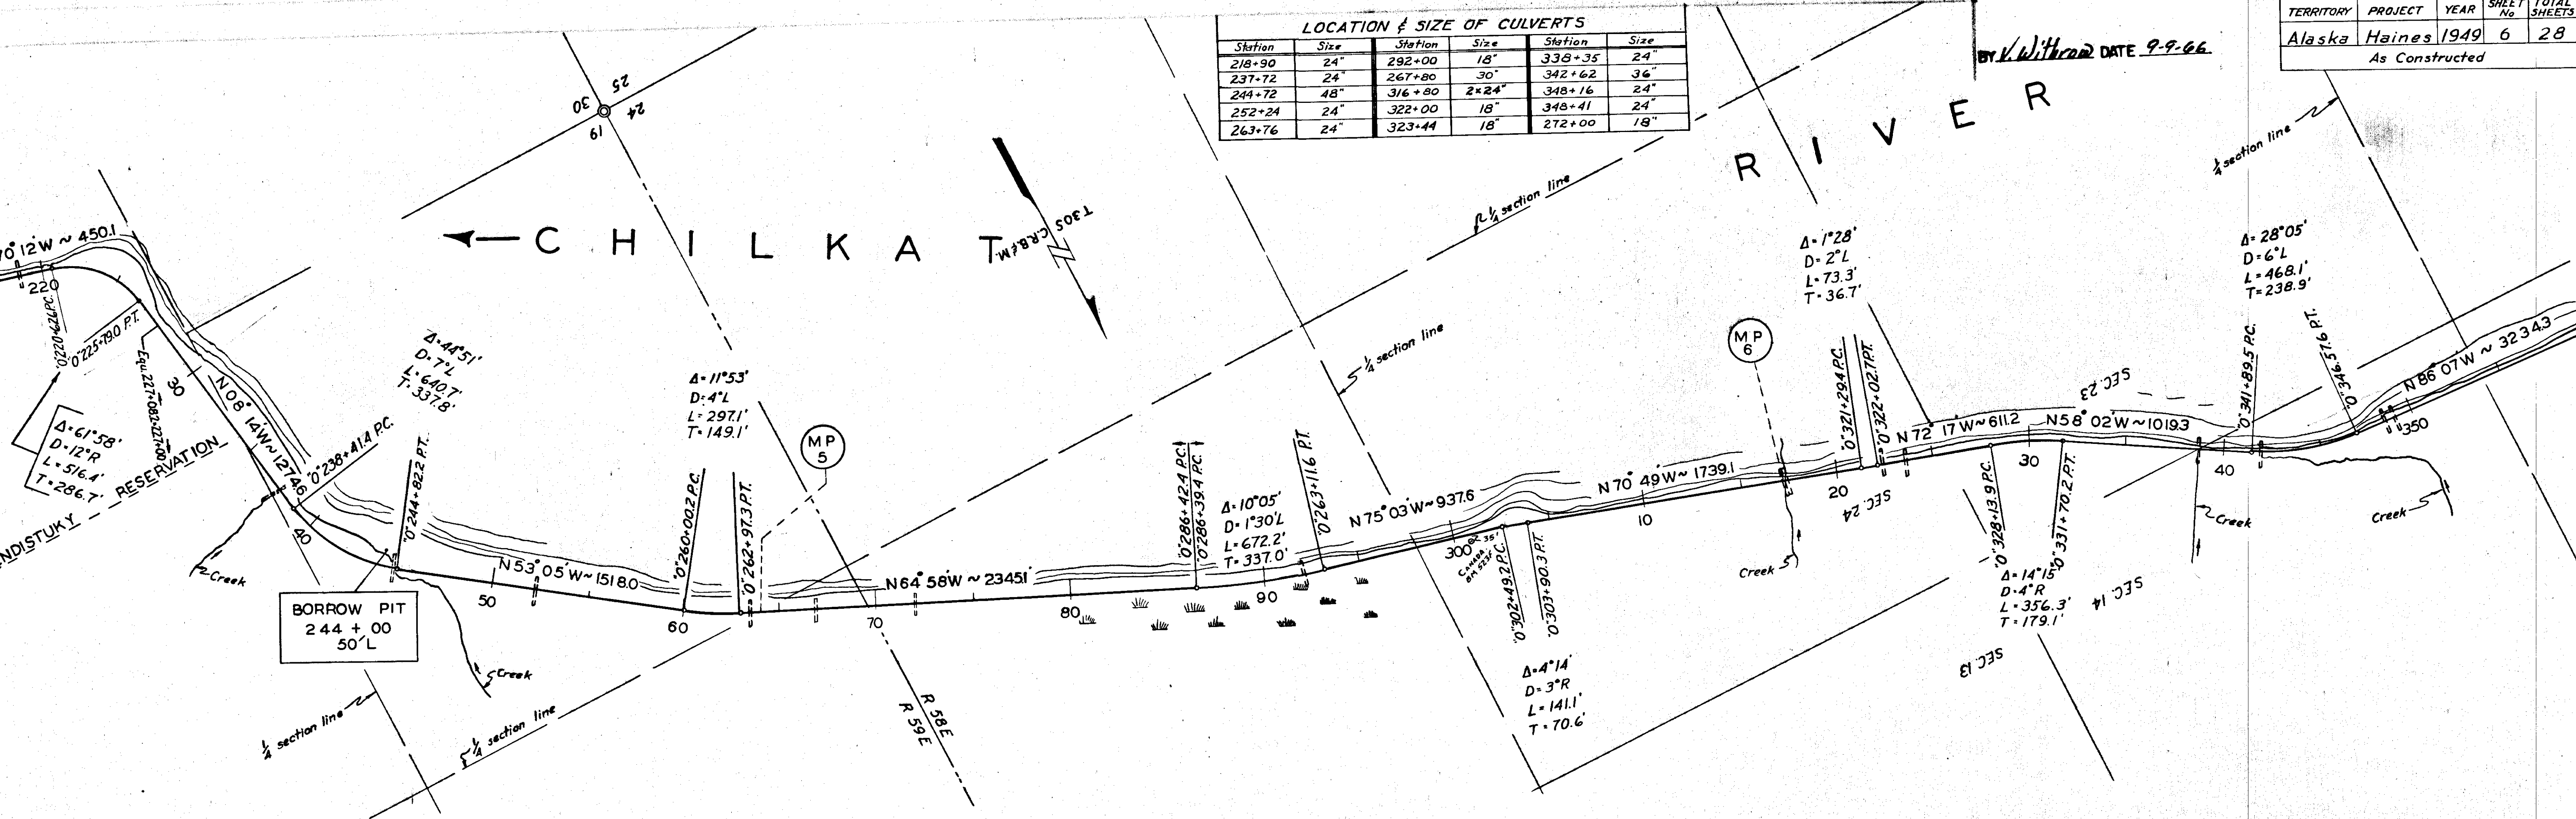 LOCATION & SIZE OF CULVERTS
Station Size Station Size Station Size
218+90 24" 292+00 18" 338+35 24"
237+72 24" 267+80 30" 342+62 36"
244+72 48" 316+80 2x24" 348+16 24"
252+24 24" 322+00 18" 348+41 24"
263+76 24" 323+44 18" 272+00 18"
BY V. Withrow DATE 9-9-66
TERRITORY PROJECT YEAR SHEET No TOTAL SHEETS
Alaska Haines 1949 6 28
As Constructed
25
30
24
19
CHILKAT
RIVER
T30S C.R.B.&M.
¼ section line
¼ section line
¼ section line
70°12'W ~ 450.1
220
"0"220+62.6 P.C.
"0"225+79.0 P.T.
Equ. 227+08.2=227+00
30
N08°14'W~1274.6
Δ=61°58'
D=12°R
L=516.4'
T=286.7'
NDISTUKY RESERVATION
"0"238+41.4 P.C.
40
Δ=44°51'
D=7°L
L=640.7'
T=337.8'
"0"244+82.2 P.T.
Creek
BORROW PIT
244+00
50'L
Creek
N53°05'W~1518.0
50
60
"0"260+00.2 P.C.
"0"262+97.3 P.T.
Δ=11°53'
D=4°L
L=297.1'
T=149.1'
MP
5
N64°58'W ~ 2345.1
70
80
90
¼ section line
¼ section line
R58E
R59E
"0"286+42.4 P.C.
"0"286+39.4 P.C.
Δ=10°05'
D=1°30'L
L=672.2'
T=337.0'
"0"263+11.6 P.T.
N75°03'W~937.6
300
CANADA
"0"302+49.2 P.C.
"0"303+90.3 P.T.
Δ=4°14'
D=3°R
L=141.1'
T=70.6'
N70°49'W~1739.1
10
MP
6
Creek
20
SEC. 24
Δ=1°28'
D=2°L
L=73.3'
T=36.7'
"0"321+29.4 P.C.
"0"322+02.7 P.T.
N72°17'W~611.2
30
SEC. 23
N58°02'W~1019.3
"0"328+13.9 P.C.
"0"331+70.2 P.T.
Δ=14°15'
D=4°R
L=356.3'
T=179.1'
SEC. 14
SEC. 13
Creek
40
Δ=28°05'
D=6°L
L=468.1'
T=238.9'
"0"341+89.5 P.C.
"0"346.57.6 P.T.
Creek
350
N86°07'W ~ 3234.3